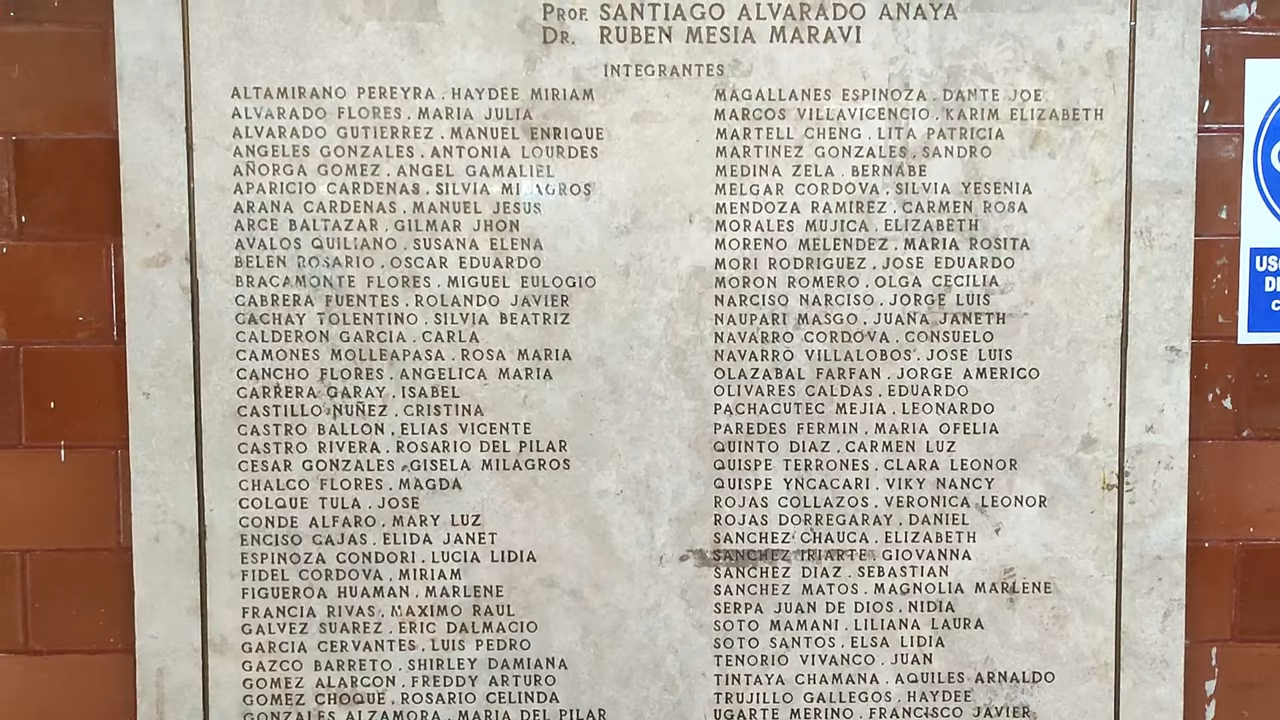 PROF. SANTIAGO ALVARADO ANAYA
DR. RUBEN MESIA MARAVI
INTEGRANTES
ALTAMIRANO PEREYRA . HAYDEE MIRIAM
ALVARADO FLORES . MARIA JULIA
ALVARADO GUTIERREZ . MANUEL ENRIQUE
ANGELES GONZALES . ANTONIA LOURDES
AÑORGA GOMEZ . ANGEL GAMALIEL
APARICIO CARDENAS . SILVIA MILAGROS
ARANA CARDENAS . MANUEL JESUS
ARCE BALTAZAR . GILMAR JHON
AVALOS QUILIANO . SUSANA ELENA
BELEN ROSARIO . OSCAR EDUARDO
BRACAMONTE FLORES . MIGUEL EULOGIO
CABRERA FUENTES . ROLANDO JAVIER
CACHAY TOLENTINO . SILVIA BEATRIZ
CALDERON GARCIA . CARLA
CAMONES MOLLEAPASA . ROSA MARIA
CANCHO FLORES . ANGELICA MARIA
CARRERA GARAY . ISABEL
CASTILLO NUÑEZ . CRISTINA
CASTRO BALLON . ELIAS VICENTE
CASTRO RIVERA . ROSARIO DEL PILAR
CESAR GONZALES . GISELA MILAGROS
CHALCO FLORES . MAGDA
COLQUE TULA . JOSE
CONDE ALFARO . MARY LUZ
ENCISO CAJAS . ELIDA JANET
ESPINOZA CONDORI . LUCIA LIDIA
FIDEL CORDOVA . MIRIAM
FIGUEROA HUAMAN . MARLENE
FRANCIA RIVAS . MAXIMO RAUL
GALVEZ SUAREZ . ERIC DALMACIO
GARCIA CERVANTES . LUIS PEDRO
GAZCO BARRETO . SHIRLEY DAMIANA
GOMEZ ALARCON . FREDDY ARTURO
GOMEZ CHOQUE . ROSARIO CELINDA
GONZALES ALZAMORA . MARIA DEL PILAR
MAGALLANES ESPINOZA . DANTE JOE
MARCOS VILLAVICENCIO . KARIM ELIZABETH
MARTELL CHENG . LITA PATRICIA
MARTINEZ GONZALES . SANDRO
MEDINA ZELA . BERNABE
MELGAR CORDOVA . SILVIA YESENIA
MENDOZA RAMIREZ . CARMEN ROSA
MORALES MUJICA . ELIZABETH
MORENO MELENDEZ . MARIA ROSITA
MORI RODRIGUEZ . JOSE EDUARDO
MORON ROMERO . OLGA CECILIA
NARCISO NARCISO . JORGE LUIS
NAUPARI MASGO . JUANA JANETH
NAVARRO CORDOVA . CONSUELO
NAVARRO VILLALOBOS . JOSE LUIS
OLAZABAL FARFAN . JORGE AMERICO
OLIVARES CALDAS . EDUARDO
PACHACUTEC MEJIA . LEONARDO
PAREDES FERMIN . MARIA OFELIA
QUINTO DIAZ . CARMEN LUZ
QUISPE TERRONES . CLARA LEONOR
QUISPE YNCACARI . VIKY NANCY
ROJAS COLLAZOS . VERONICA LEONOR
ROJAS DORREGARAY . DANIEL
SANCHEZ CHAUCA . ELIZABETH
SANCHEZ IRIARTE . GIOVANNA
SANCHEZ DIAZ . SEBASTIAN
SANCHEZ MATOS . MAGNOLIA MARLENE
SERPA JUAN DE DIOS . NIDIA
SOTO MAMANI . LILIANA LAURA
SOTO SANTOS . ELSA LIDIA
TENORIO VIVANCO . JUAN
TINTAYA CHAMANA . AQUILES ARNALDO
TRUJILLO GALLEGOS . HAYDEE
UGARTE MERINO . FRANCISCO JAVIER